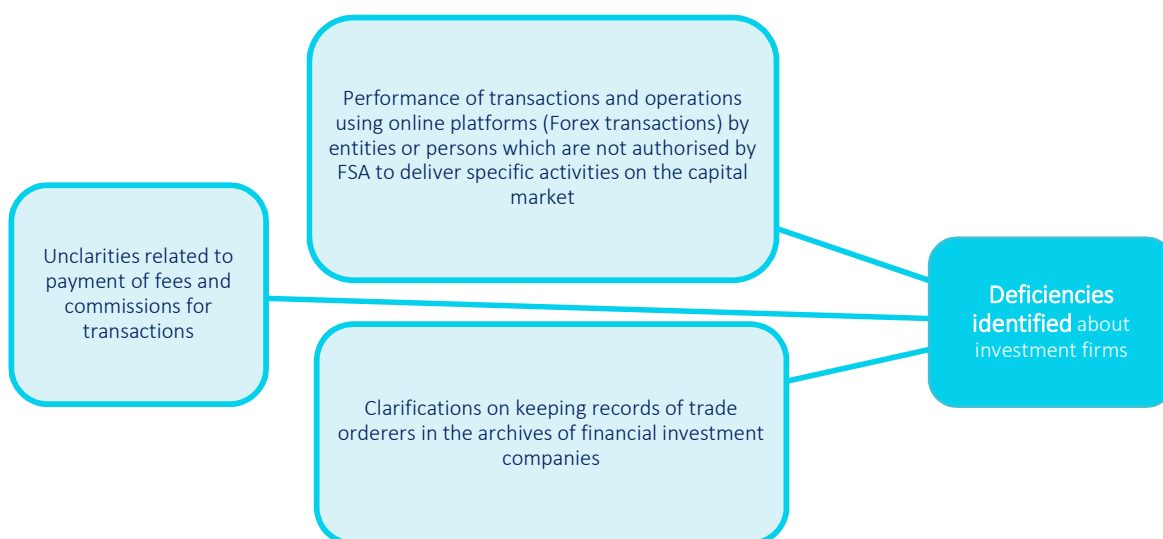 Performance of transactions and operations
using online platforms (Forex transactions) by
entities or persons which are not authorised by
FSA to deliver specific activities on the capital
market
Unclarities related to
payment of fees and
commissions for
transactions
Deficiencies
identified about
investment firms
Clarifications on keeping records of trade
orderers in the archives of financial investment
companies